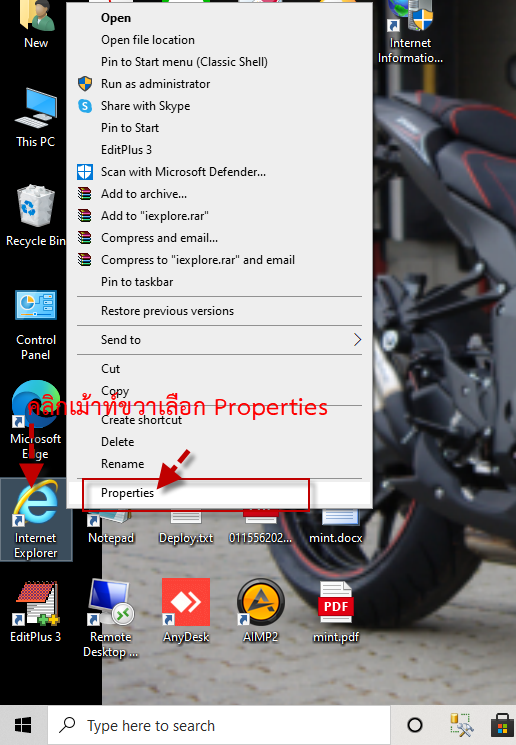 New
Internet
Informatio...
Open
Open file location
Pin to Start menu (Classic Shell)
Run as administrator
Share with Skype
Pin to Start
EditPlus 3
Scan with Microsoft Defender...
Add to archive...
Add to "iexplore.rar"
Compress and email...
Compress to "iexplore.rar" and email
Pin to taskbar
Restore previous versions
Send to
Cut
Copy
คลิกเม้าท์ขวาเลือก Properties
Create shortcut
Delete
Rename
Properties
This PC
Recycle Bin
Control
Panel
Microsoft
Edge
Internet
Explorer
Notepad
Deploy.txt
011556202...
mint.docx
EditPlus 3
Remote
Desktop ...
AnyDesk
AIMP2
PDF
mint.pdf
Type here to search